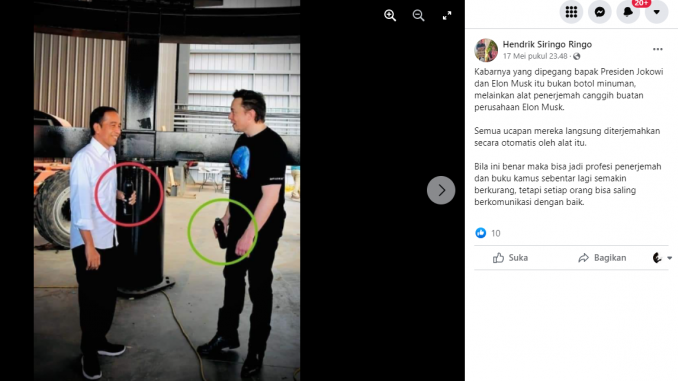 20+
Hendrik Siringo Ringo
17 Mei pukul 23.48 ·
Kabarnya yang dipegang bapak Presiden Jokowi
dan Elon Musk itu bukan botol minuman,
melainkan alat penerjemah canggih buatan
perusahaan Elon Musk.
Semua ucapan mereka langsung diterjemahkan
secara otomatis oleh alat itu.
Bila ini benar maka bisa jadi profesi penerjemah
dan buku kamus sebentar lagi semakin
berkurang, tetapi setiap orang bisa saling
berkomunikasi dengan baik.
10
Suka
Bagikan